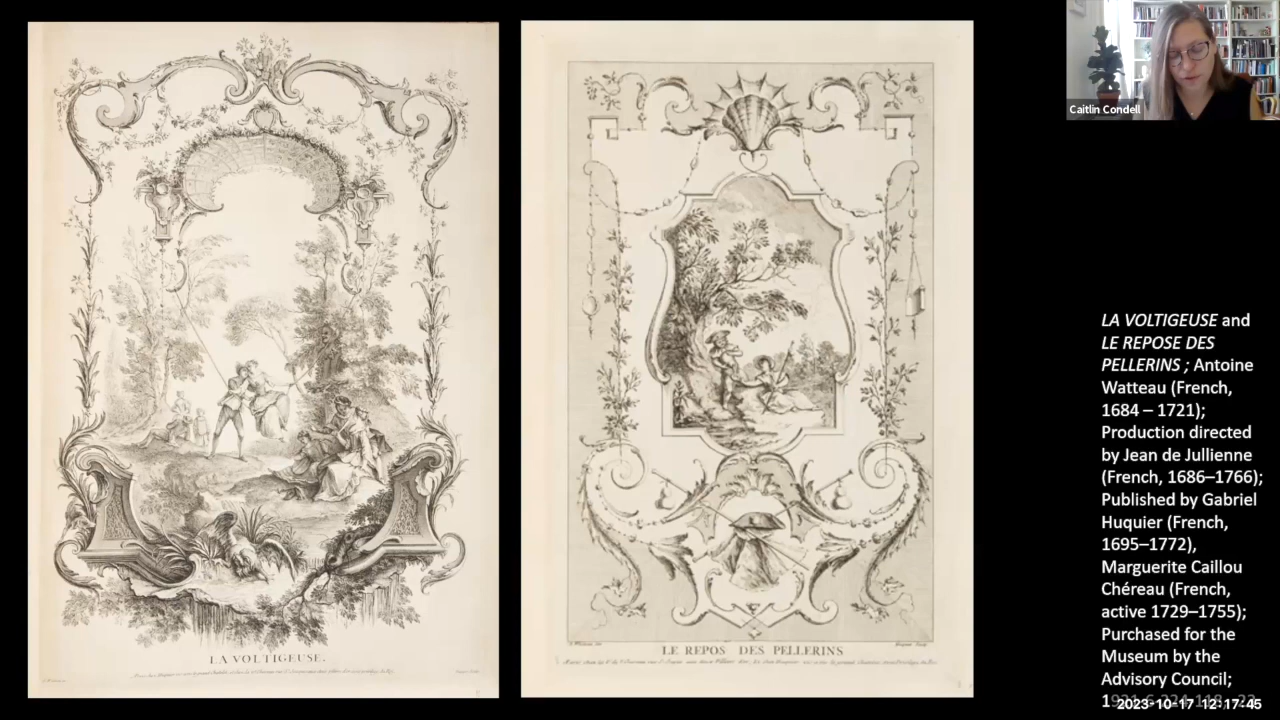 Caitlin Condell
LA VOLTIGEUSE and
LE REPOSE DES
PELLERINS ; Antoine
Watteau (French,
1684 – 1721);
Production directed
by Jean de Jullienne
(French, 1686–1766);
Published by Gabriel
Huquier (French,
1695–1772),
Marguerite Caillou
Chéreau (French,
active 1729–1755);
Purchased for the
Museum by the
Advisory Council;
2023-10-17 12:17:45
LA VOLTIGEUSE.
LE REPOS DES PELLERINS